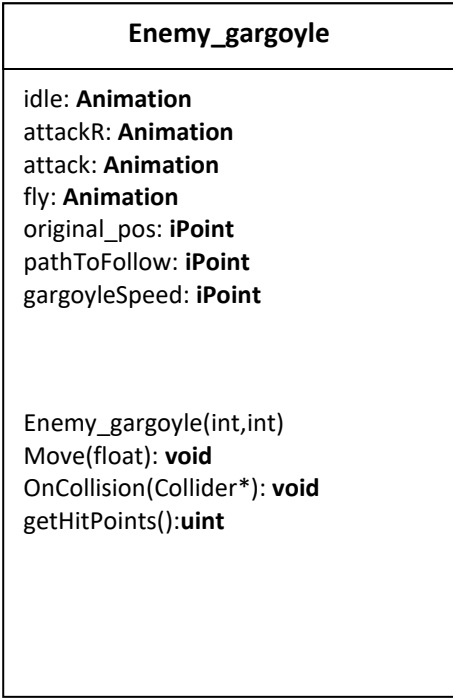 Enemy_gargoyle
idle: Animation
attackR: Animation
attack: Animation
fly: Animation
original_pos: iPoint
pathToFollow: iPoint
gargoyleSpeed: iPoint
Enemy_gargoyle(int,int)
Move(float): void
OnCollision(Collider*): void
getHitPoints():uint